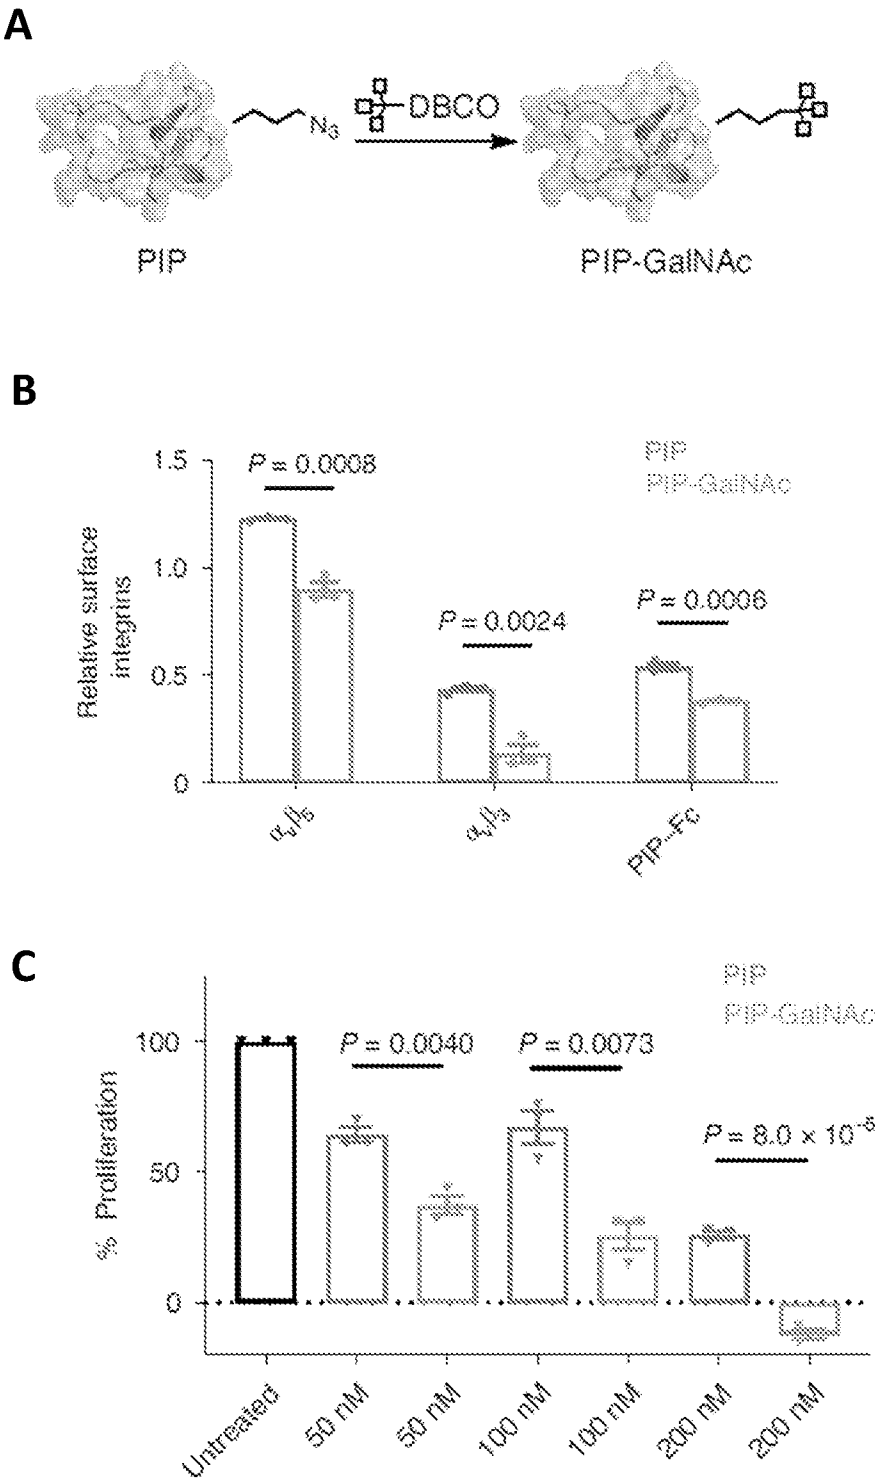 A
N3
DBCO
PIP
PIP-GalNAc
B
PIP
PIP-GalNAc
P = 0.0008
P = 0.0024
P = 0.0006
Relative surface
integrins
1.5
1.0
0.5
0
αvβ5
αvβ3
PIP–Fc
C
PIP
PIP-GalNAc
P = 0.0040
P = 0.0073
P = 8.0 × 10−5
% Proliferation
100
50
0
Untreated
50 nM
50 nM
100 nM
100 nM
200 nM
200 nM